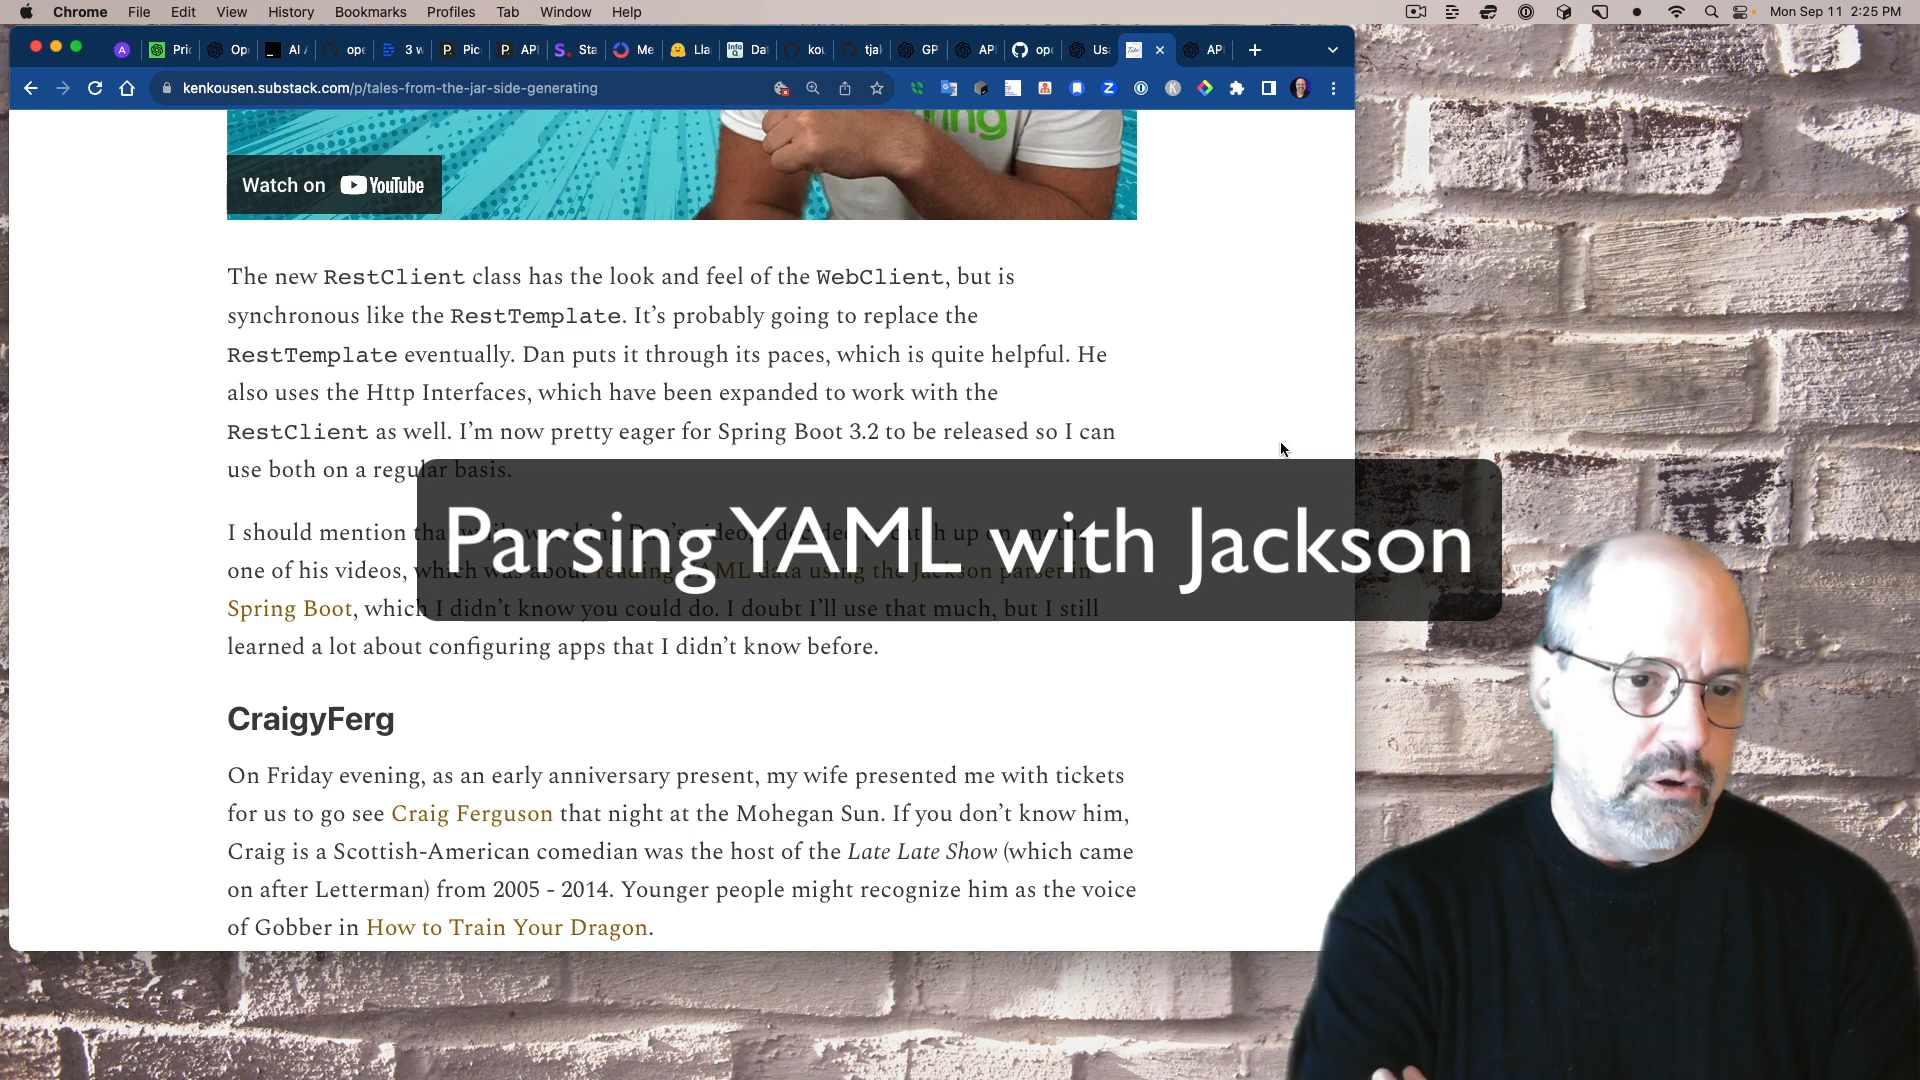 Chrome File Edit View History Bookmarks Profiles Tab Window Help
Mon Sep 11 2:25 PM
kenkousen.substack.com/p/tales-from-the-jar-side-generating
Watch on YouTube
The new RestClient class has the look and feel of the WebClient, but is
synchronous like the RestTemplate. It’s probably going to replace the
RestTemplate eventually. Dan puts it through its paces, which is quite helpful. He
also uses the Http Interfaces, which have been expanded to work with the
RestClient as well. I’m now pretty eager for Spring Boot 3.2 to be released so I can
use both on a regular basis.
Parsing YAML with Jackson
I should mention that while watching Dan’s video, I decided to catch up on another
one of his videos, which was about reading YAML data using the Jackson parser in
Spring Boot, which I didn’t know you could do. I doubt I’ll use that much, but I still
learned a lot about configuring apps that I didn’t know before.
CraigyFerg
On Friday evening, as an early anniversary present, my wife presented me with tickets
for us to go see Craig Ferguson that night at the Mohegan Sun. If you don’t know him,
Craig is a Scottish-American comedian was the host of the Late Late Show (which came
on after Letterman) from 2005 - 2014. Younger people might recognize him as the voice
of Gobber in How to Train Your Dragon.